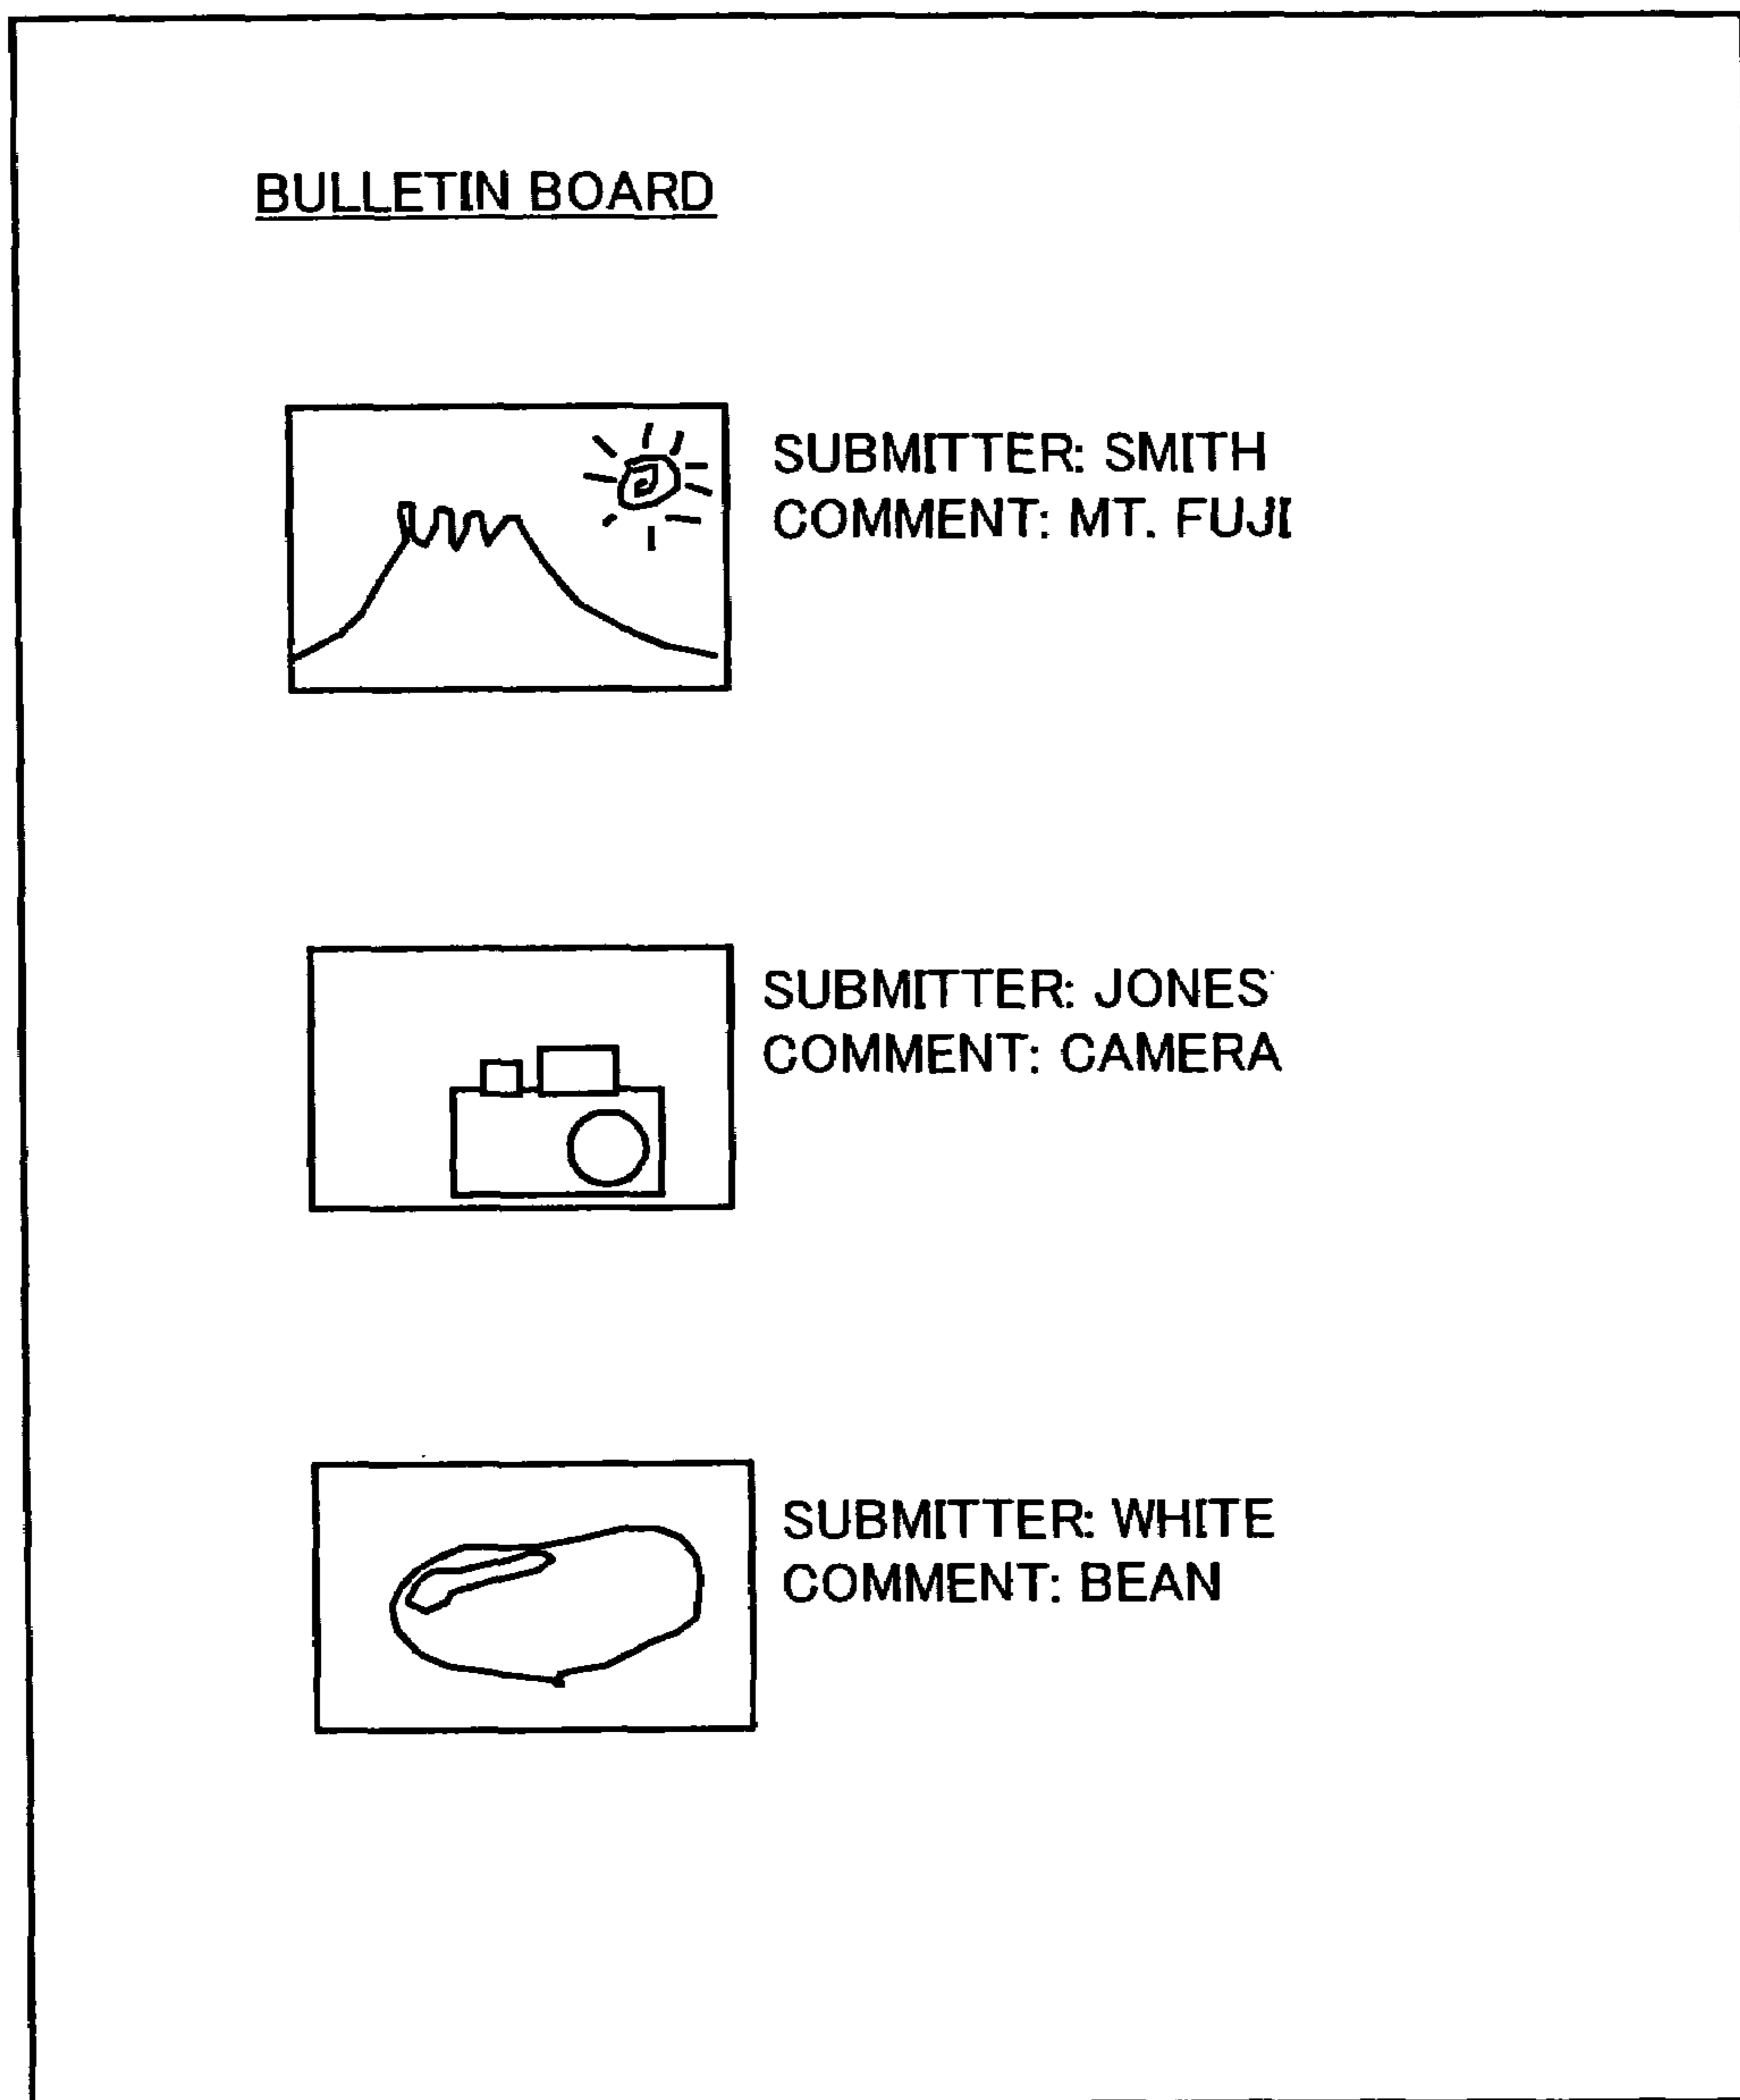 BULLETIN BOARD
SUBMITTER: SMITH
COMMENT: MT. FUJI
SUBMITTER: JONES
COMMENT: CAMERA
SUBMITTER: WHITE
COMMENT: BEAN